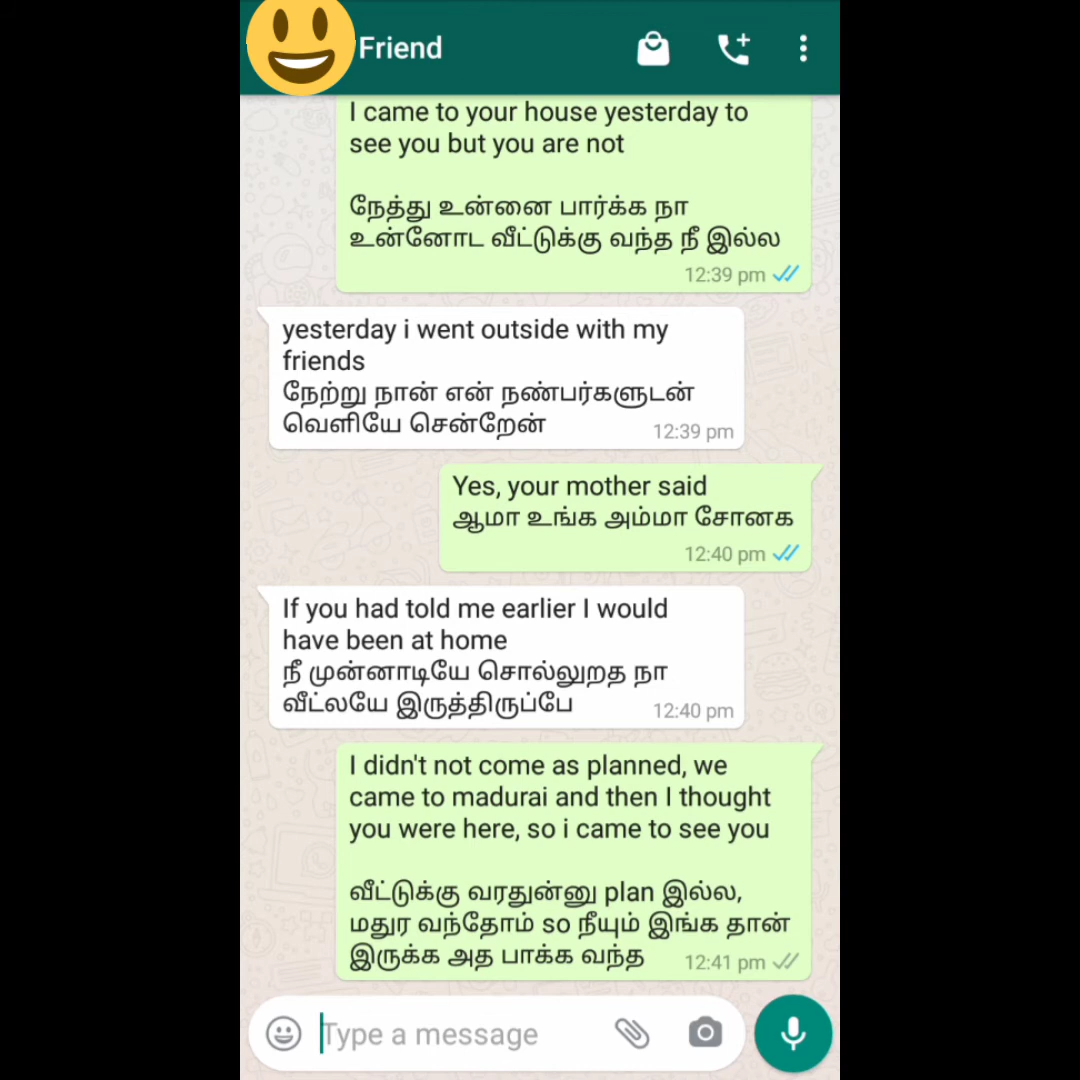 Friend
I came to your house yesterday to
see you but you are not
நேத்து உன்னை பார்க்க நா
உன்னோட வீட்டுக்கு வந்த நீ இல்ல
12:39 pm
yesterday i went outside with my
friends
நேற்று நான் என் நண்பர்களுடன்
வெளியே சென்றேன்
12:39 pm
Yes, your mother said
ஆமா உங்க அம்மா சோனக
12:40 pm
If you had told me earlier I would
have been at home
நீ முன்னாடியே சொல்லுறத நா
வீட்லயே இருத்திருப்பே
12:40 pm
I didn't not come as planned, we
came to madurai and then I thought
you were here, so i came to see you
வீட்டுக்கு வரதுன்னு plan இல்ல,
மதுர வந்தோம் so நீயும் இங்க தான்
இருக்க அத பாக்க வந்த
12:41 pm
Type a message